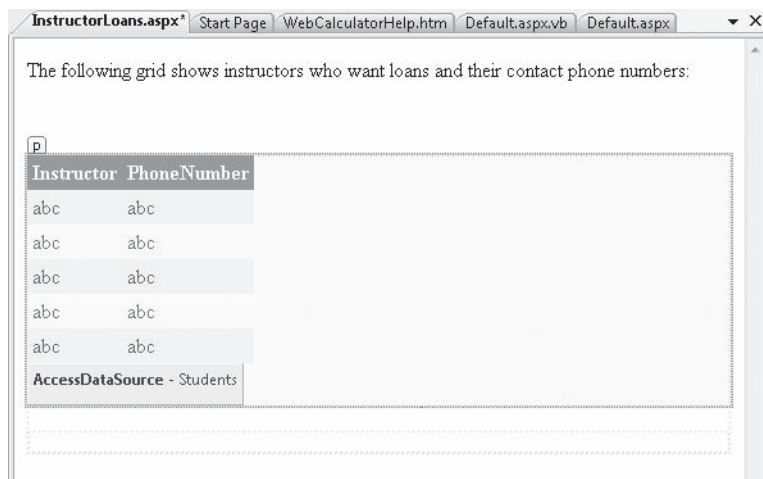 InstructorLoans.aspx* Start Page WebCalculatorHelp.htm Default.aspx.vb Default.aspx
The following grid shows instructors who want loans and their contact phone numbers:
p
Instructor PhoneNumber
abc abc
abc abc
abc abc
abc abc
abc abc
AccessDataSource - Students